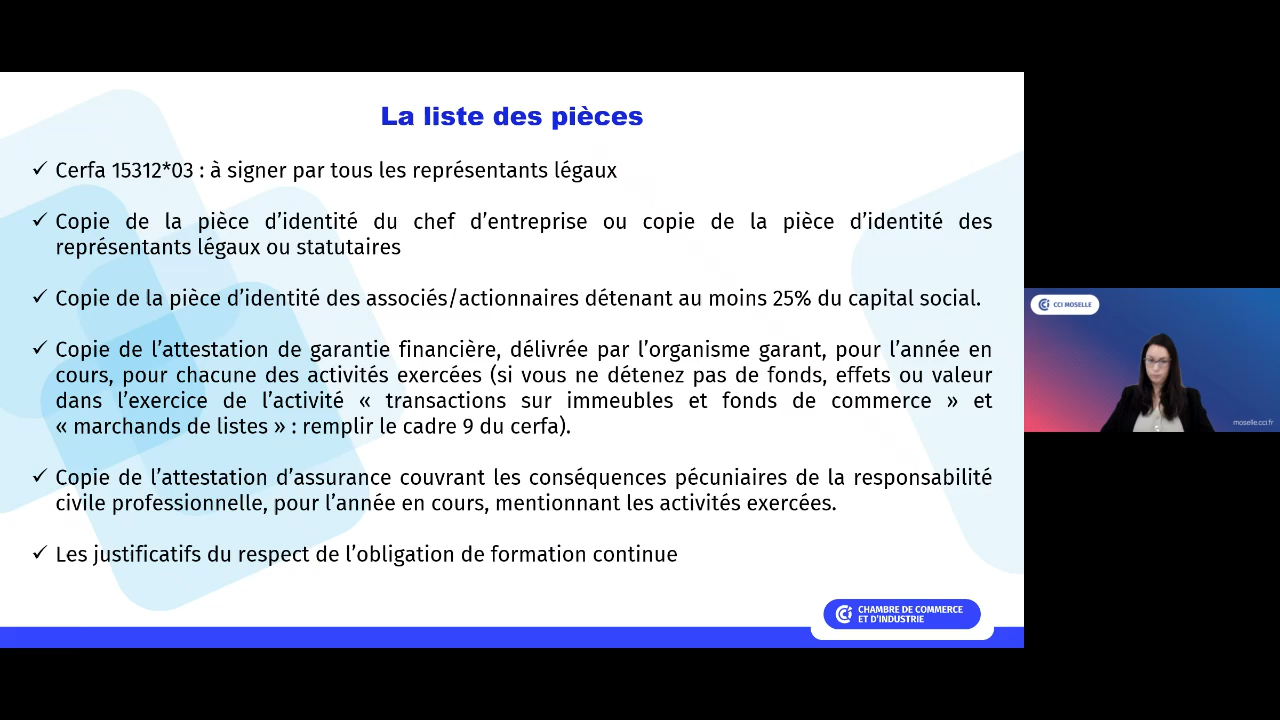 La liste des pièces
✓ Cerfa 15312*03 : à signer par tous les représentants légaux
✓ Copie de la pièce d’identité du chef d’entreprise ou copie de la pièce d’identité des
représentants légaux ou statutaires
✓ Copie de la pièce d’identité des associés/actionnaires détenant au moins 25% du capital social.
✓ Copie de l’attestation de garantie financière, délivrée par l’organisme garant, pour l’année en
cours, pour chacune des activités exercées (si vous ne détenez pas de fonds, effets ou valeur
dans l’exercice de l’activité « transactions sur immeubles et fonds de commerce » et
« marchands de listes » : remplir le cadre 9 du cerfa).
✓ Copie de l’attestation d’assurance couvrant les conséquences pécuniaires de la responsabilité
civile professionnelle, pour l’année en cours, mentionnant les activités exercées.
✓ Les justificatifs du respect de l’obligation de formation continue
CHAMBRE DE COMMERCE
ET D’INDUSTRIE
CCI MOSELLE
moselle.cci.fr